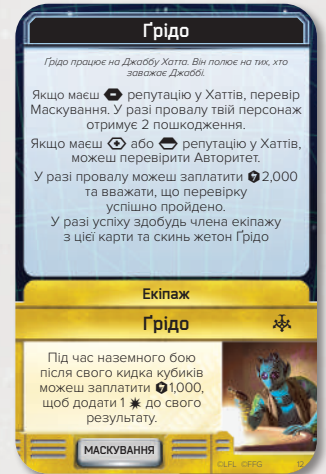 Ґрідо
Ґрідо працює на Джаббу Хатта. Він полює на тих, хто
заважає Джаббі.
Якщо маєш репутацію у Хаттів, перевір
Маскування. У разі провалу твій персонаж
отримує 2 пошкодження.
Якщо маєш або репутацію у Хаттів,
можеш перевірити Авторитет.
У разі провалу можеш заплатити 2,000
та вважати, що перевірку
успішно пройдено.
У разі успіху здобудь члена екіпажу
з цієї карти та скинь жетон Ґрідо
Екіпаж
Ґрідо
Під час наземного бою
після свого кидка кубиків
можеш заплатити 1,000,
щоб додати 1 до свого
результату.
МАСКУВАННЯ
©LFL ©FFG 12